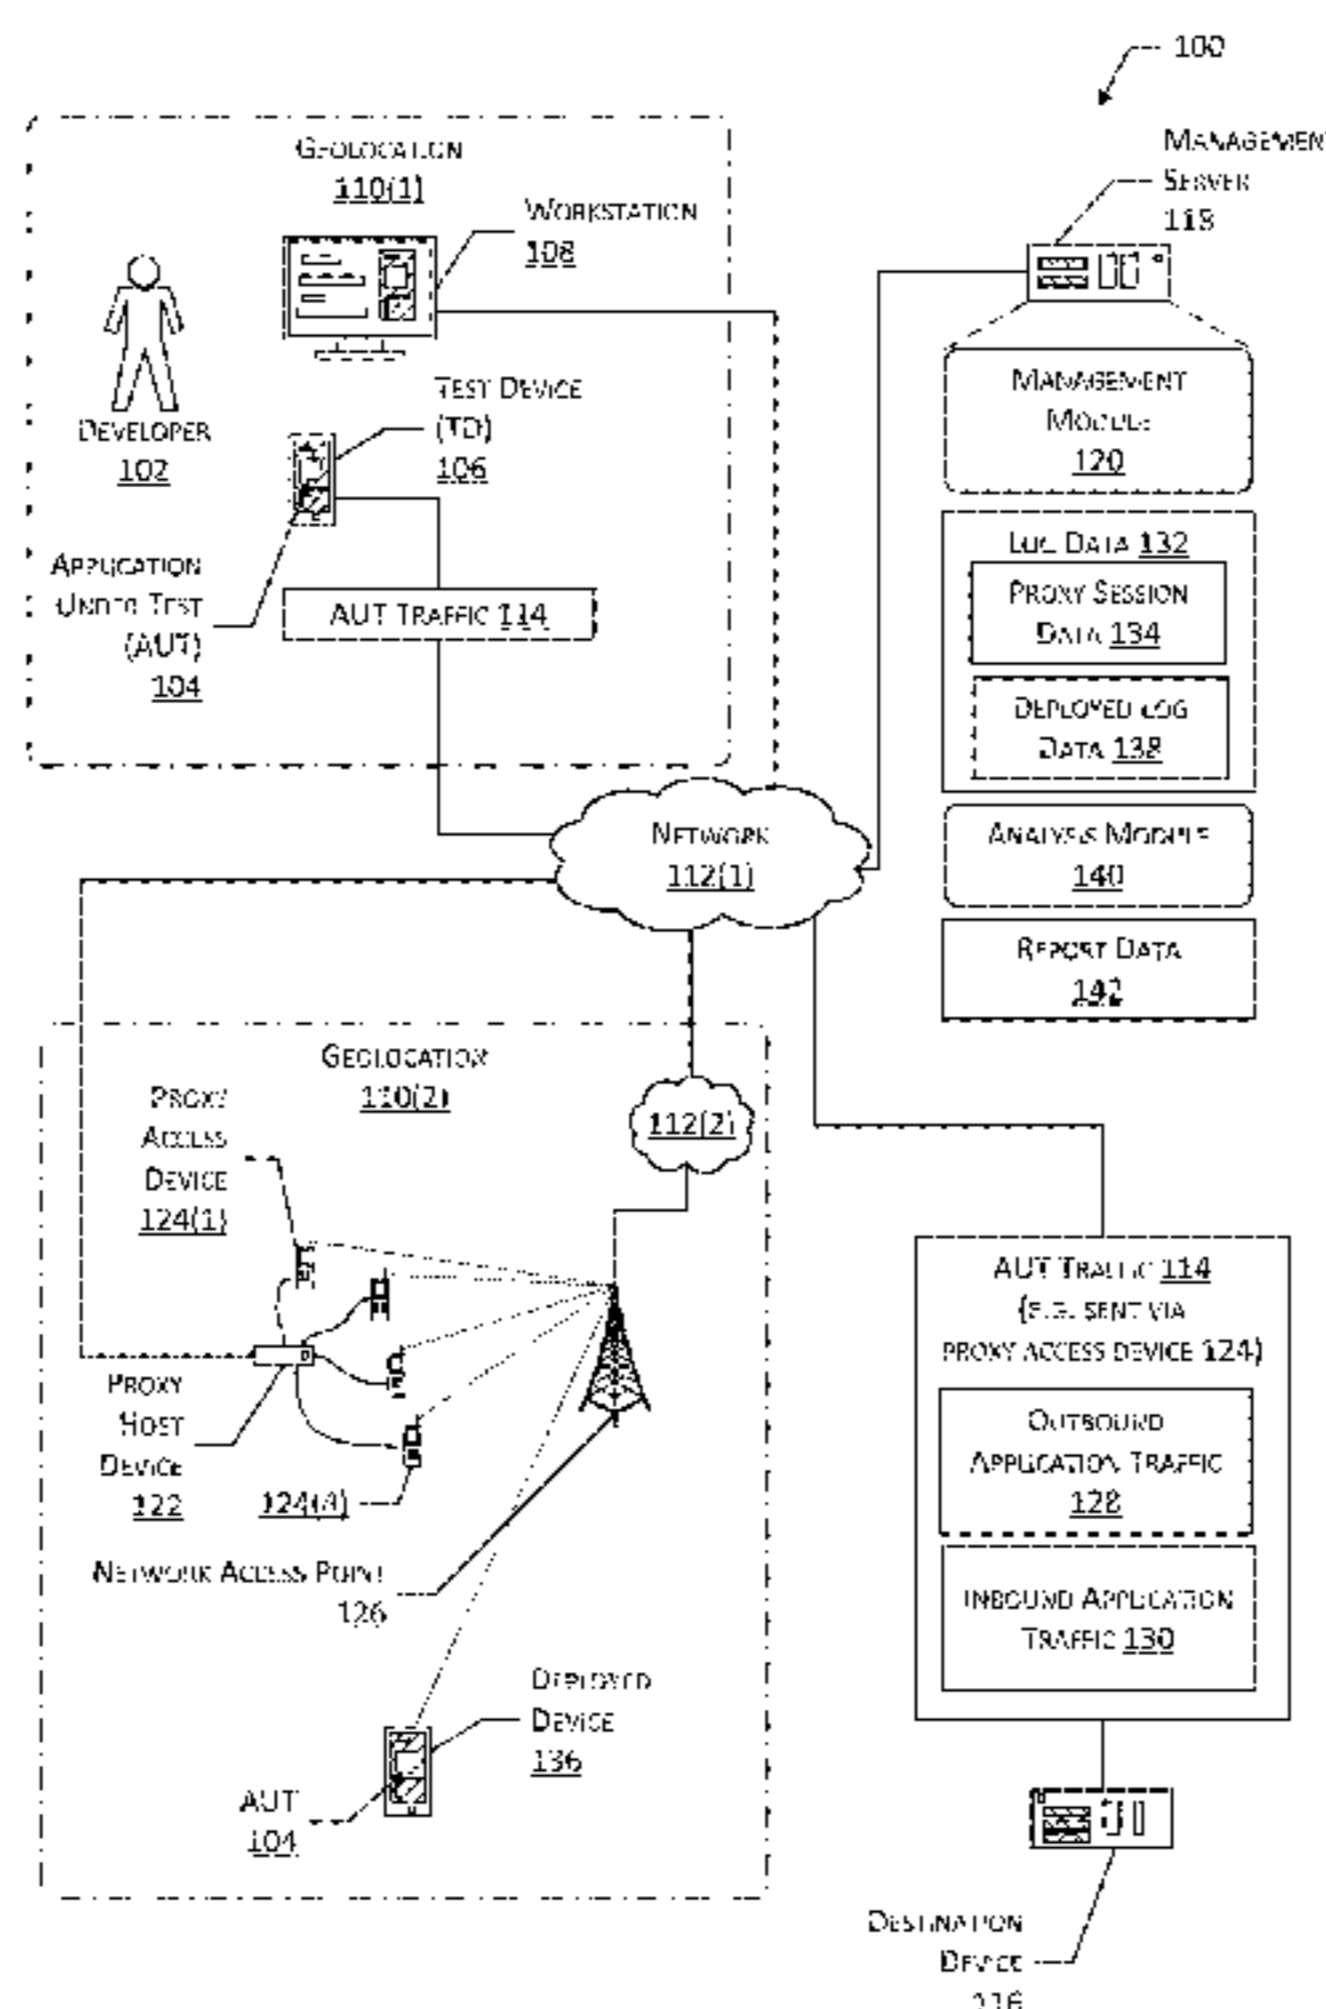 100
MANAGEMEN
SERVER
118
GEOLOCATION
110(1)
WORKSTATION
108
DEVELOPER
102
TEST DEVICE
(TD)
106
APPLICATION
UNDER TEST
(AUT)
104
AUT TRAFFIC 114
MANAGEMENT
MODULE
120
LOG DATA 132
PROXY SESSION
DATA 134
DEPLOYED LOG
DATA 138
ANALYSIS MODULE
140
REPORT DATA
142
NETWORK
112(1)
GEOLOCATION
110(2)
112(2)
PROXY
ACCESS
DEVICE
124(1)
PROXY
HOST
DEVICE
122
124(4)
NETWORK ACCESS POINT
126
DEPLOYED
DEVICE
136
AUT
104
AUT TRAFFIC 114
(E.G. SENT VIA
PROXY ACCESS DEVICE 124)
OUTBOUND
APPLICATION TRAFFIC
128
INBOUND APPLICATION
TRAFFIC 130
DESTINATION
DEVICE
116